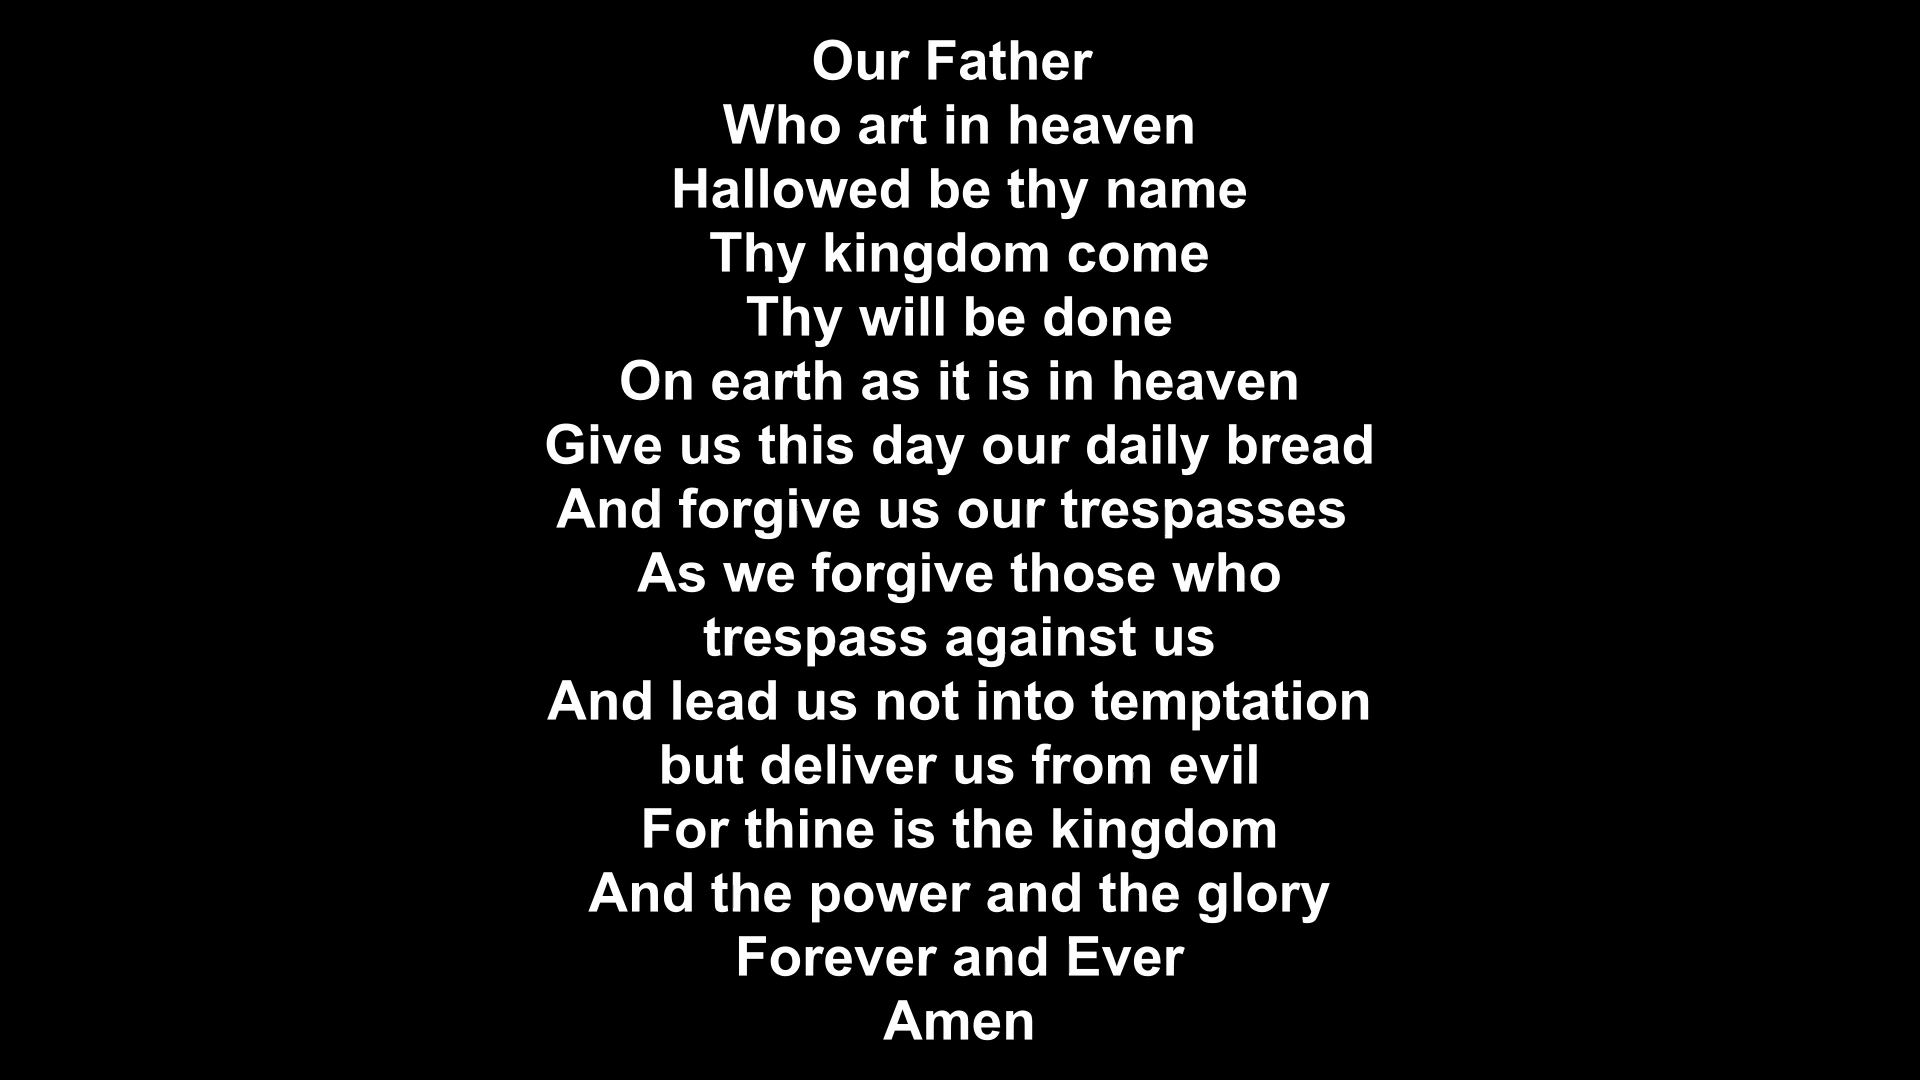 Our Father
Who art in heaven
Hallowed be thy name
Thy kingdom come
Thy will be done
On earth as it is in heaven
Give us this day our daily bread
And forgive us our trespasses
As we forgive those who
trespass against us
And lead us not into temptation
but deliver us from evil
For thine is the kingdom
And the power and the glory
Forever and Ever
Amen